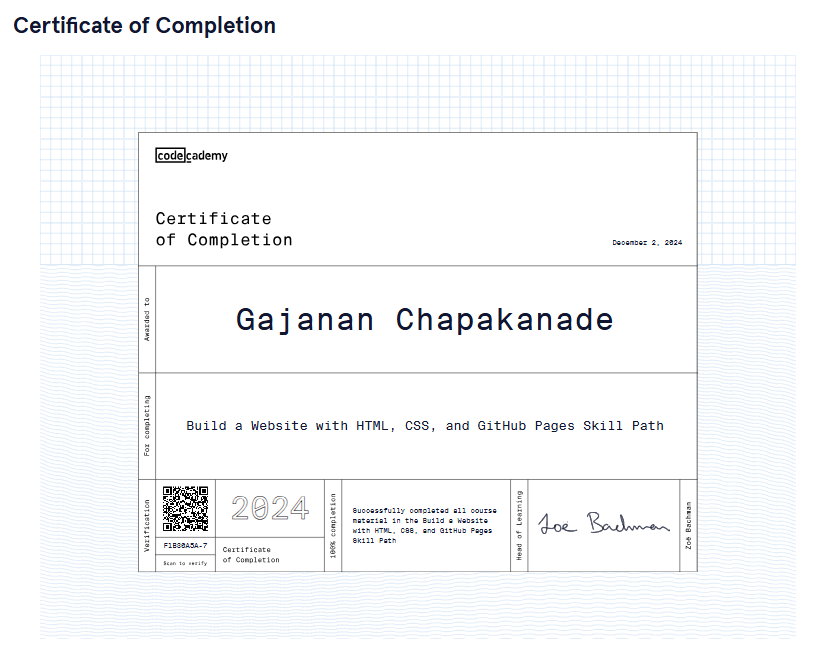 Certificate of Completion
codecademy
Certificate
of Completion
December 2, 2024
Awarded to
Gajanan Chapakanade
For completing
Build a Website with HTML, CSS, and GitHub Pages Skill Path
Verification
F1B30A5A-7
Scan to verify
2024
Certificate
of Completion
100% completion
Successfully completed all course
material in the Build a Website
with HTML, CSS, and GitHub Pages
Skill Path
Head of Learning
Zoë Bachman
Zoë Bachman